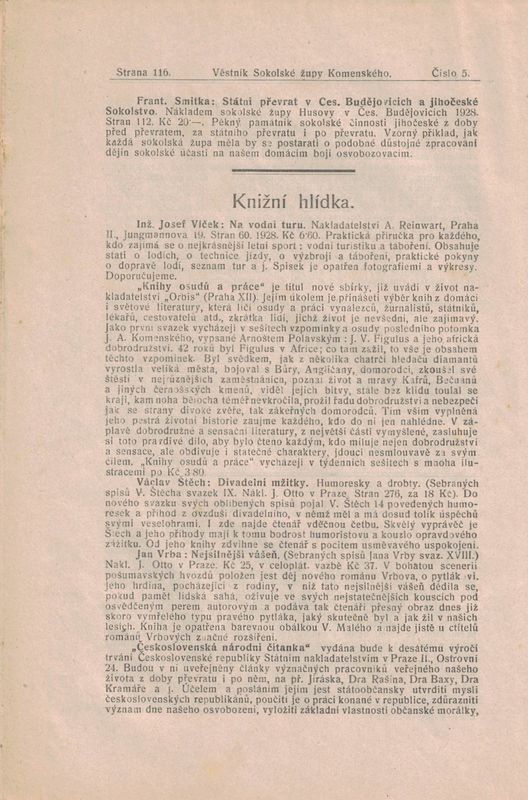 Strana 116. Věstník Sokolské župy Komenského. Číslo 5.
Frant. Smitka: Státní převrat v Čes. Budějovicích a jihočeské
Sokolstvo. Nákladem sokolské župy Husovy v Čes. Budějovicích 1928.
Stran 112. Kč 20·—. Pěkný památník sokolské činnosti jihočeské z doby
před převratem, za státního převratu i po převratu. Vzorný příklad, jak
každá sokolská župa měla by se postarati o podobné důstojné zpracování
dějin sokolské účasti na našem domácím boji osvobozovacím.
Knižní hlídka.
Inž. Josef Vlček: Na vodní turu. Nakladatelství A. Reinwart, Praha
II., Jungmannova 19. Stran 60. 1928. Kč 6·60. Praktická příručka pro každého,
kdo zajímá se o nejkrásnější letní sport: vodní turistiku a táboření. Obsahuje
stati o lodích, o technice jízdy, o výzbroji a táboření, praktické pokyny
o dopravě lodí, seznam tur a j. Spisek je opatřen fotografiemi a výkresy.
Doporučujeme.
„Knihy osudů a práce“ je titul nové sbírky, již uvádí v život na-
kladatelství „Orbis“ (Praha XII). Jejím úkolem je přinášeti výběr knih z domácí
i světové literatury, která líčí osudy a práci vynálezců, žurnalistů, státníků,
lékařů, cestovatelů atd., zkrátka lidí, jichž život je nevšední, ale zajímavý.
Jako první svazek vycházejí v sešitech vzpomínky a osudy posledního potomka
J. A. Komenského, vypsané Arnoštem Polavským: J. V. Figulus a jeho africká
dobrodružství. 42 roků byl Figulus v Africe; co tam zažil, to vše je obsahem
těchto vzpomínek. Byl svědkem, jak z několika chatrčí hledačů diamantů
vyrostla veliká města, bojoval s Bůry, Angličany, domorodci, zkoušel své
štěstí v nejrůznějších zaměstnáních, poznal život a mravy Kafrů, Bečuánů
a jiných černošských kmenů, viděl jejich bitvy, stále bez klidu toulal se
krajů, kam noha bělocha téměř nevkročila, prožil řadu dobrodružství a nebezpečí
jak se strany divoké zvěře, tak zákeřných domorodců. Tím vším vyplněná
jeho pestrá životní historie zaujme každého, kdo do ní jen nahlédne. V zá-
plavě dobrodružné a sensační literatury, z největší části vymyšlené, zasluhuje
si toto pravdivé dílo, aby bylo čteno každým, kdo miluje nejen dobrodružství
a sensace, ale obdivuje i statečné charaktery, jdoucí nesmlouvavě za svým
cílem. „Knihy osudů a práce“ vycházejí v týdenních sešitech s mnoha ilu-
stracemi po Kč 3·80.
Václav Štěch: Divadelní mžitky. Humoresky a drobty. (Sebraných
spisů V. Štěcha svazek IX. Nákl. J. Otto v Praze. Stran 276, za 18 Kč). Do
nového svazku svých oblíbených spisů pojal V. Štěch 14 povedených humo-
resek a příhod z ovzduší divadelního, v němž měl a má dosud tolik úspěchů
svými veselohrami. I zde najde čtenář vděčnou četbu. Skvělý vyprávěč je
Štech a jeho příhody mají k tomu bodrost humoristovu a kouzlo opravdového
zážitku. Od jeho knihy zdvihne se čtenář s pocitem usměvavého uspokojení.
Jan Vrba: Nejsilnější vášeň. (Sebraných spisů Jana Vrby svaz. XVIII.)
Nakl. J. Otto v Praze. Kč 25, v celoplát. vazbě Kč 37. V bohatou scenerii
pošumavských hvozdů položen jest děj nového románu Vrbova, o pytlákovi,
jeho hrdina, pocházející z rodiny, v níž tato nejsilnější vášeň dědila se,
pokud paměť lidská sahá, oživuje ve svých nejstatečnějších kouscích pod
osvědčeným perem autorovým a podává tak čtenáři přesný obraz dnes již
skoro vymřelého typu pravého pytláka, jaký skutečně byl a jak žil v našich
lesích. Kniha je opatřena barevnou obálkou V. Malého a najde jistě u ctitelů
románů Vrbových značné rozšíření.
„Československá národní čítanka“ vydána bude k desátému výročí
trvání Československé republiky Státním nakladatelstvím v Praze II., Ostrovní
24. Budou v ní uveřejněny články význačných pracovníků veřejného našeho
života z doby převratu i po něm, na př. Jiráska, Dra Rašína, Dra Baxy, Dra
Kramáře a j. Účelem a posláním jejím jest státoobčansky utvrditi mysli
československých republikánů, poučiti je o práci konané v republice, zdůrazniti
význam dne našeho osvobození, vyložiti základní vlastnosti občanské morálky,